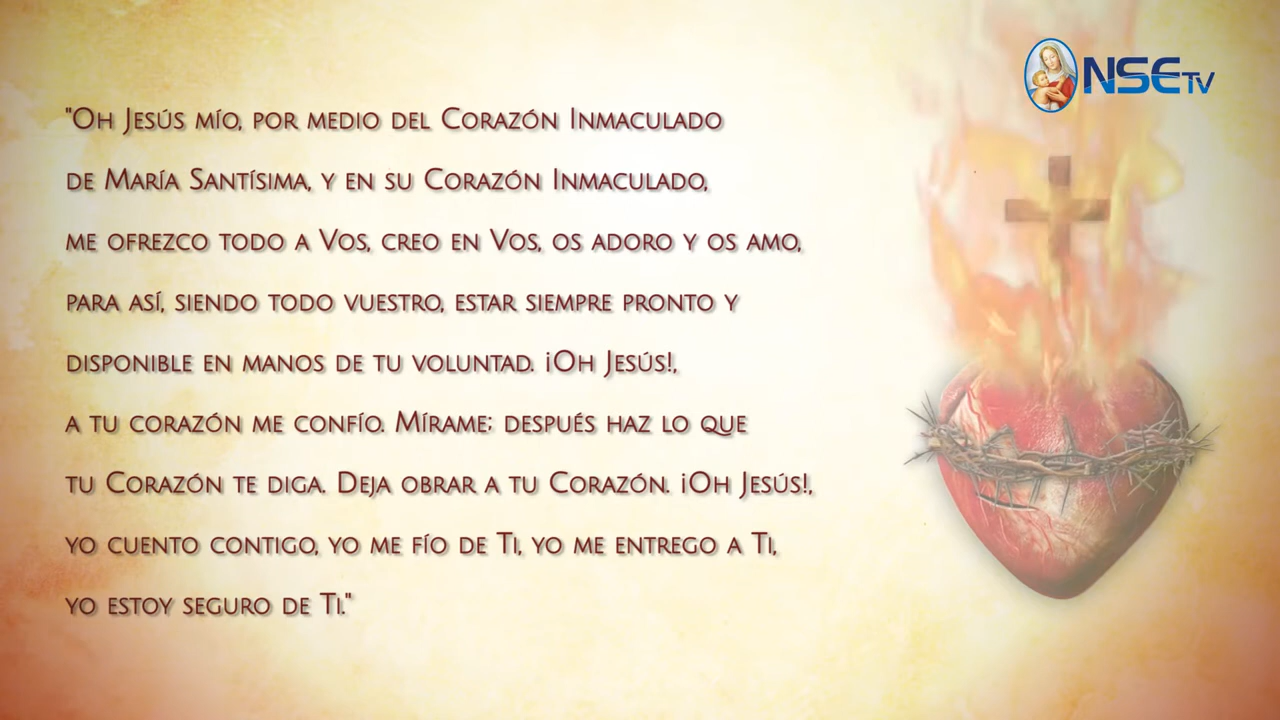 NSE TV
"Oh Jesús mío, por medio del Corazón Inmaculado
de María Santísima, y en su Corazón Inmaculado,
me ofrezco todo a Vos, creo en Vos, os adoro y os amo,
para así, siendo todo vuestro, estar siempre pronto y
disponible en manos de tu voluntad. ¡Oh Jesús!,
a tu corazón me confío. Mírame; después haz lo que
tu Corazón te diga. Deja obrar a tu Corazón. ¡Oh Jesús!,
yo cuento contigo, yo me fío de Ti, yo me entrego a Ti,
yo estoy seguro de Ti."